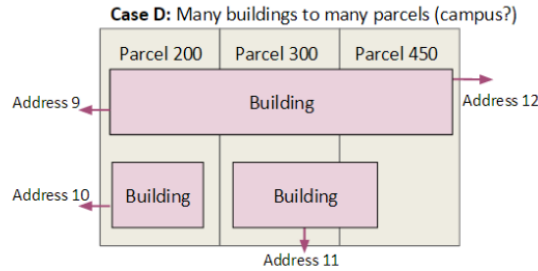 Case D: Many buildings to many parcels (campus?)
Parcel 200 Parcel 300 Parcel 450
Address 9 Building Address 12
Address 10 Building Building
Address 11